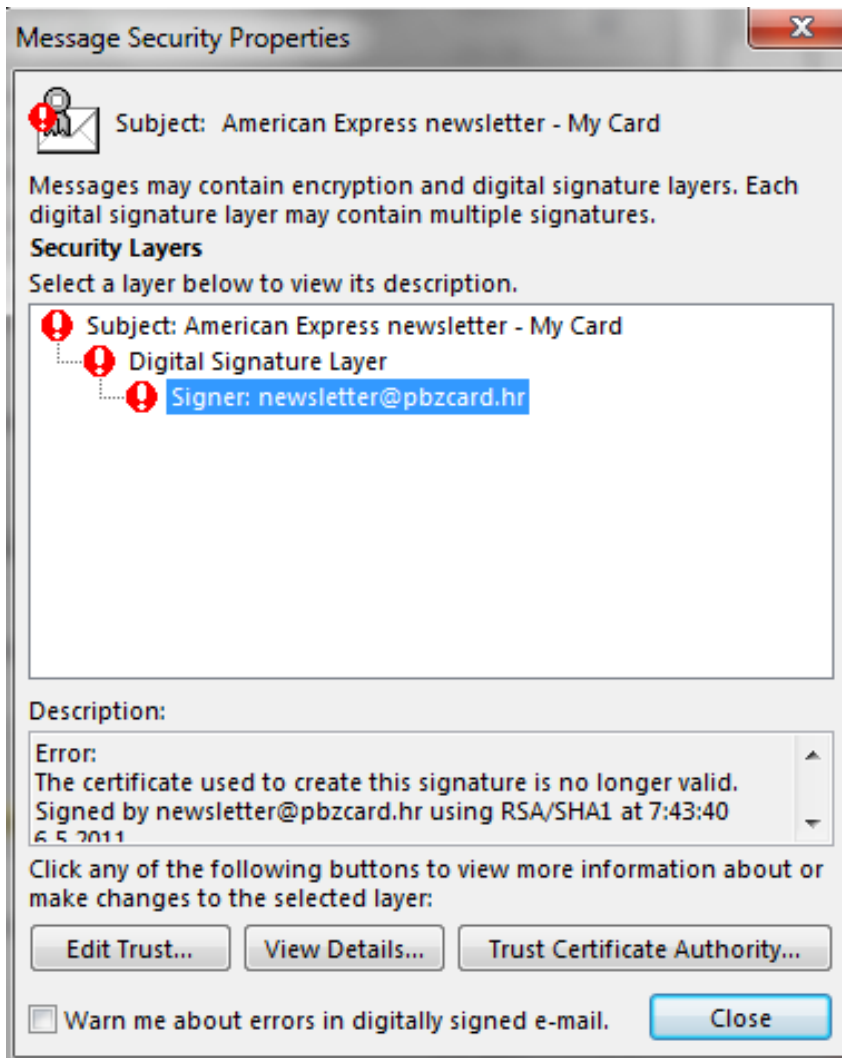 Message Security Properties
Subject: American Express newsletter - My Card
Messages may contain encryption and digital signature layers. Each
digital signature layer may contain multiple signatures.
Security Layers
Select a layer below to view its description.
Subject: American Express newsletter - My Card
Digital Signature Layer
Signer: newsletter@pbzcard.hr
Description:
Error:
The certificate used to create this signature is no longer valid.
Signed by newsletter@pbzcard.hr using RSA/SHA1 at 7:43:40
6.5.2011
Click any of the following buttons to view more information about or
make changes to the selected layer:
Edit Trust... View Details... Trust Certificate Authority...
Warn me about errors in digitally signed e-mail. Close